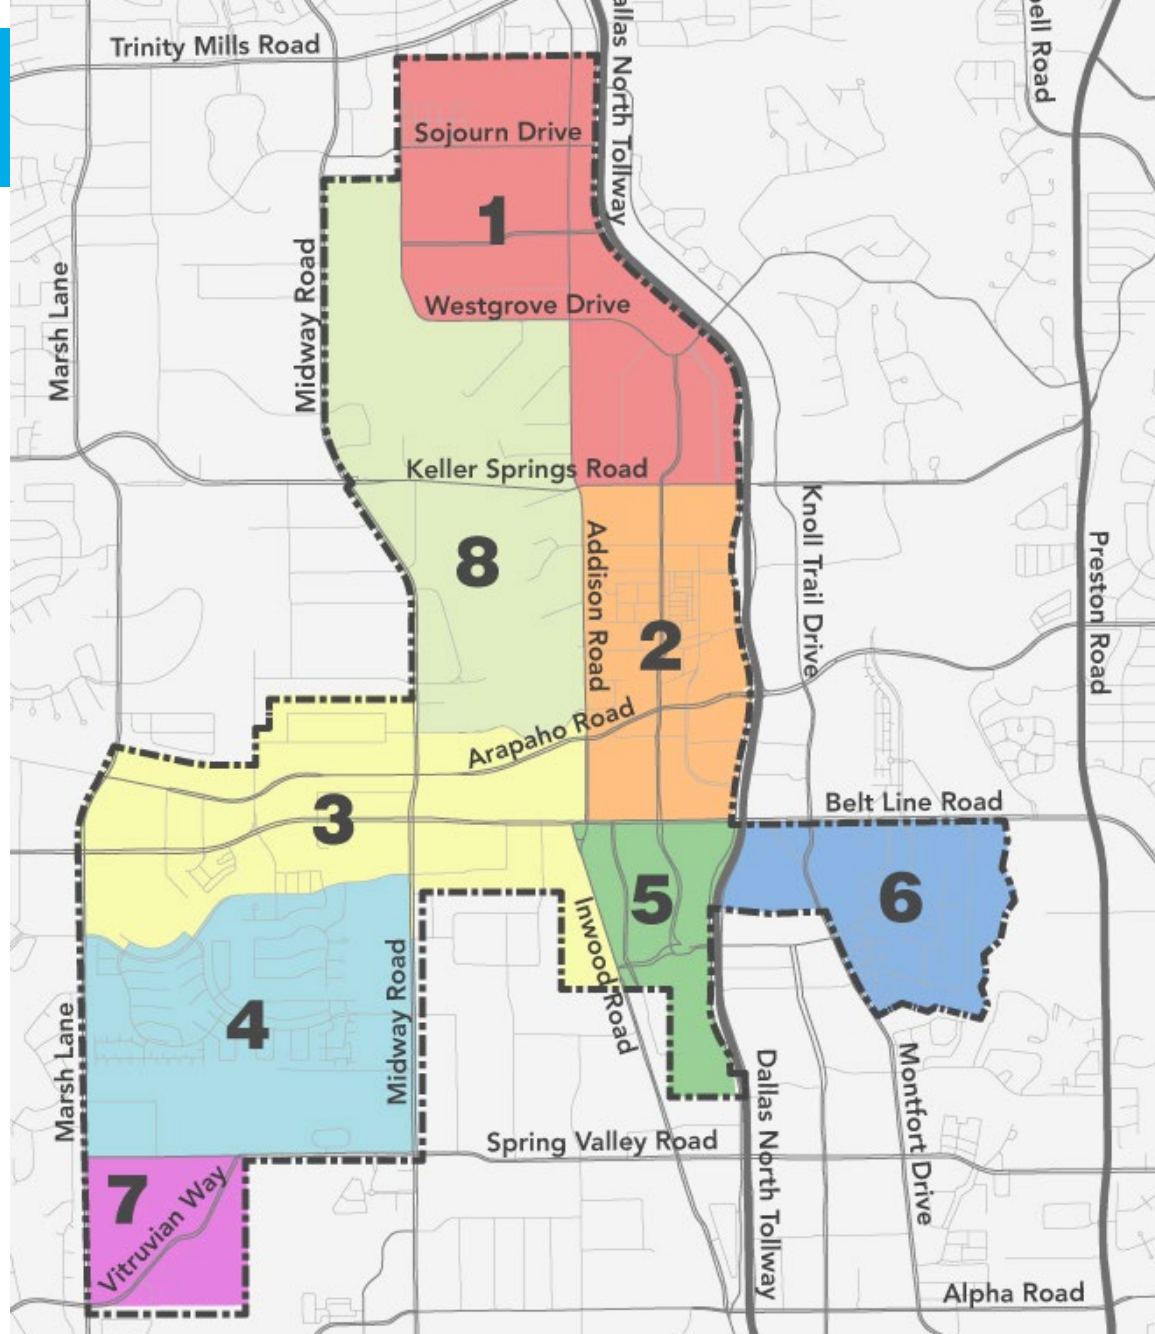 Trinity Mills Road
allas North Tollway
ell Road
Sojourn Drive
1
Midway Road
Marsh Lane
Westgrove Drive
Keller Springs Road
8
Addison Road
Knoll Trail Drive
Preston Road
2
Arapaho Road
3
Belt Line Road
5
6
Inwood Road
4
Midway Road
Marsh Lane
Dallas North Tollway
Montfort Drive
Spring Valley Road
7
Vitruvian Way
Alpha Road